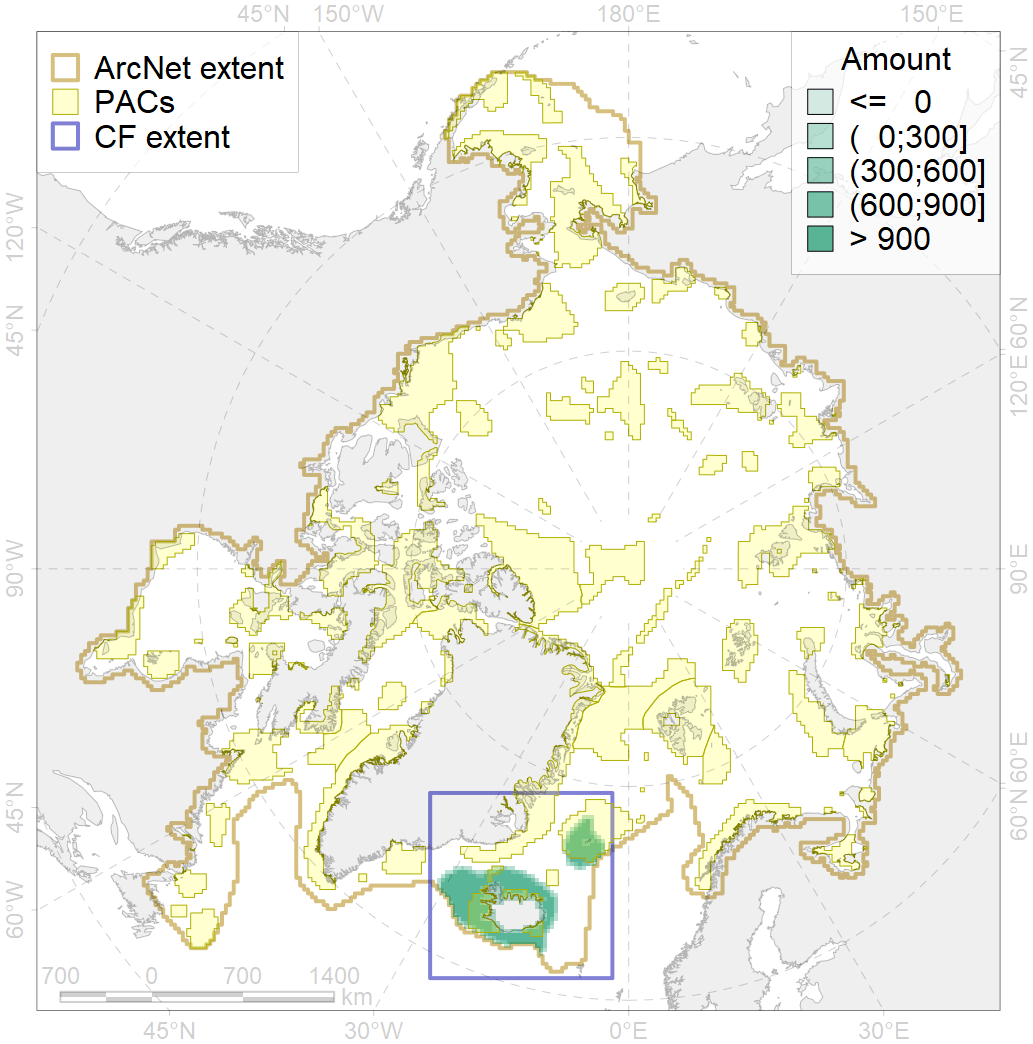 45°N 150°W 180°E 150°E
ArcNet extent
PACs
CF extent
Amount
<= 0
( 0;300]
(300;600]
(600;900]
> 900
45°N
120°W
45°N
90°W
45°N
60°W
60°N
120°E
90°E
60°E
60°N
700 0 700 1400
km
45°N 30°W 0°E 30°E